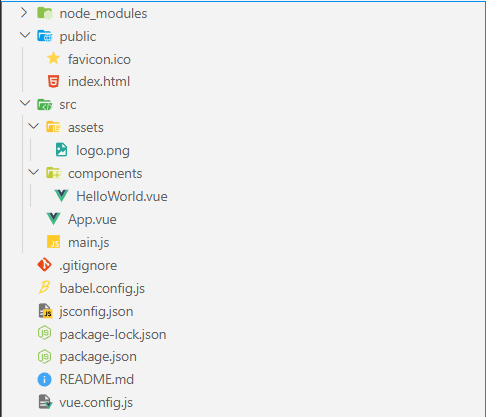 node_modules
public
favicon.ico
index.html
src
assets
logo.png
components
HelloWorld.vue
App.vue
main.js
.gitignore
babel.config.js
jsconfig.json
package-lock.json
package.json
README.md
vue.config.js